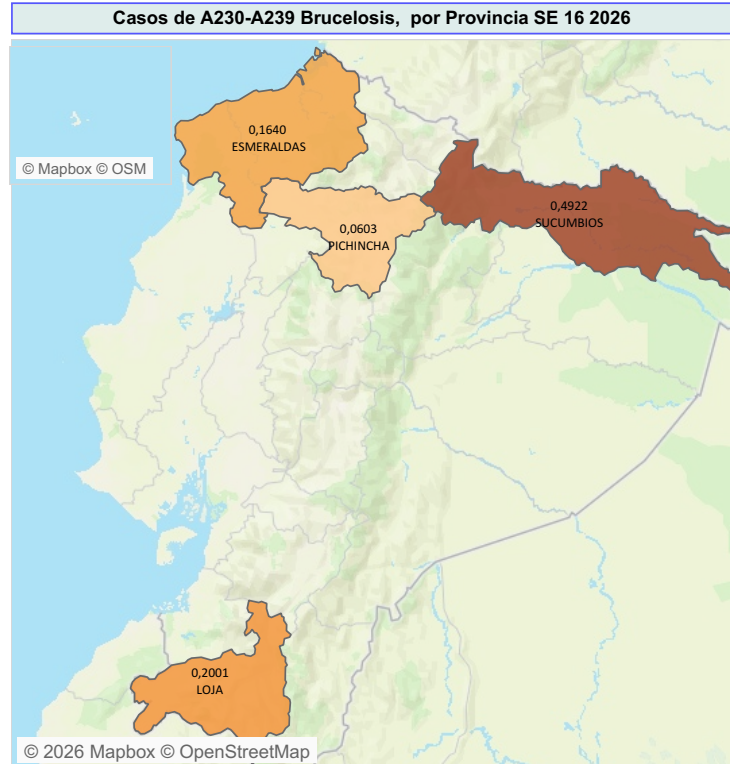 Casos de A230-A239 Brucelosis,  por Provincia SE 16 2026
0,1640
ESMERALDAS
© Mapbox © OSM
0,4922
SUCUMBIOS
0,0603
PICHINCHA
0,2001
LOJA
© 2026 Mapbox © OpenStreetMap